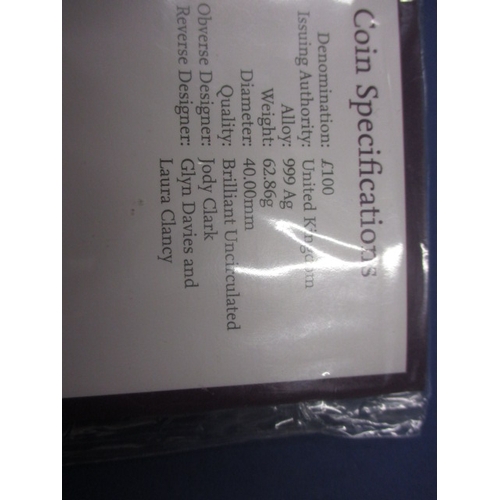 Coin Specifications
Denomination: £100
Issuing Authority: United Kingdom
Alloy: 999 Ag
Weight: 62.86g
Diameter: 40.00mm
Quality: Brilliant Uncirculated
Obverse Designer: Jody Clark
Reverse Designer: Glyn Davies and
Laura Clancy